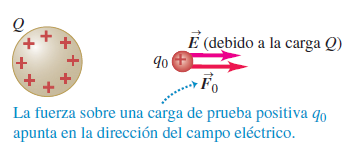 Q
E⃗ (debido a la carga Q)
q₀
F⃗₀
La fuerza sobre una carga de prueba positiva q₀
apunta en la dirección del campo eléctrico.